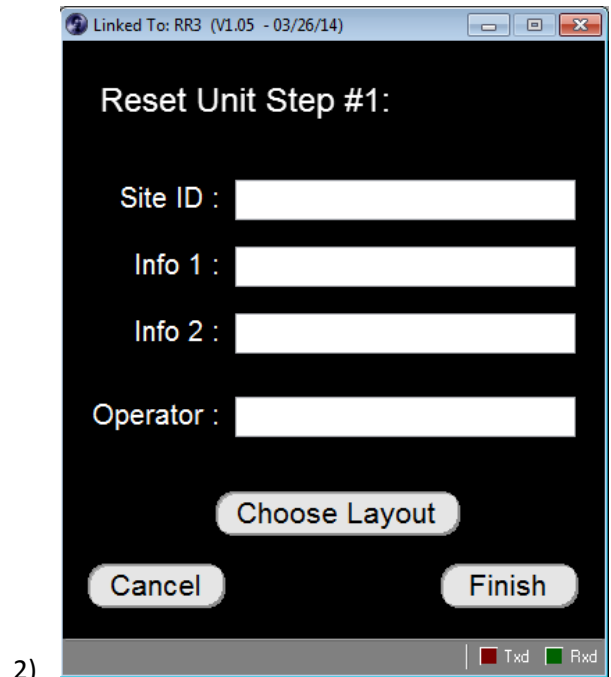 Linked To: RR3 (V1.05 - 03/26/14)
Reset Unit Step #1:
Site ID :
Info 1 :
Info 2 :
Operator :
Choose Layout
Cancel Finish
Txd Rxd
2)